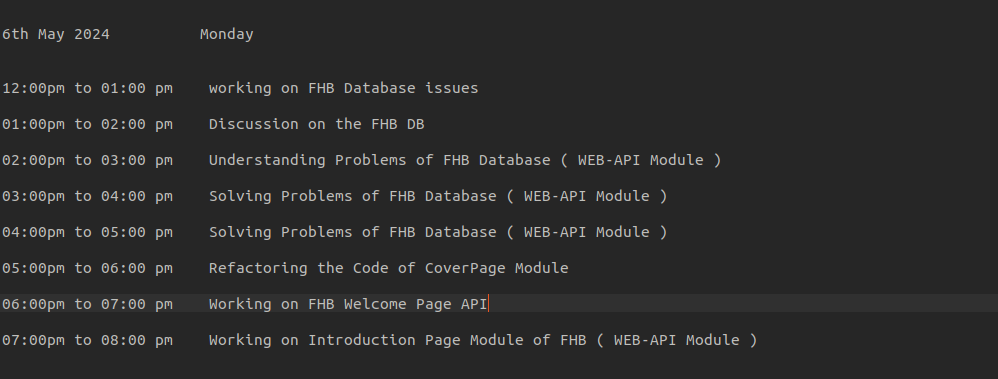 6th May 2024 Monday
12:00pm to 01:00 pm working on FHB Database issues
01:00pm to 02:00 pm Discussion on the FHB DB
02:00pm to 03:00 pm Understanding Problems of FHB Database ( WEB-API Module )
03:00pm to 04:00 pm Solving Problems of FHB Database ( WEB-API Module )
04:00pm to 05:00 pm Solving Problems of FHB Database ( WEB-API Module )
05:00pm to 06:00 pm Refactoring the Code of CoverPage Module
06:00pm to 07:00 pm Working on FHB Welcome Page API
07:00pm to 08:00 pm Working on Introduction Page Module of FHB ( WEB-API Module )